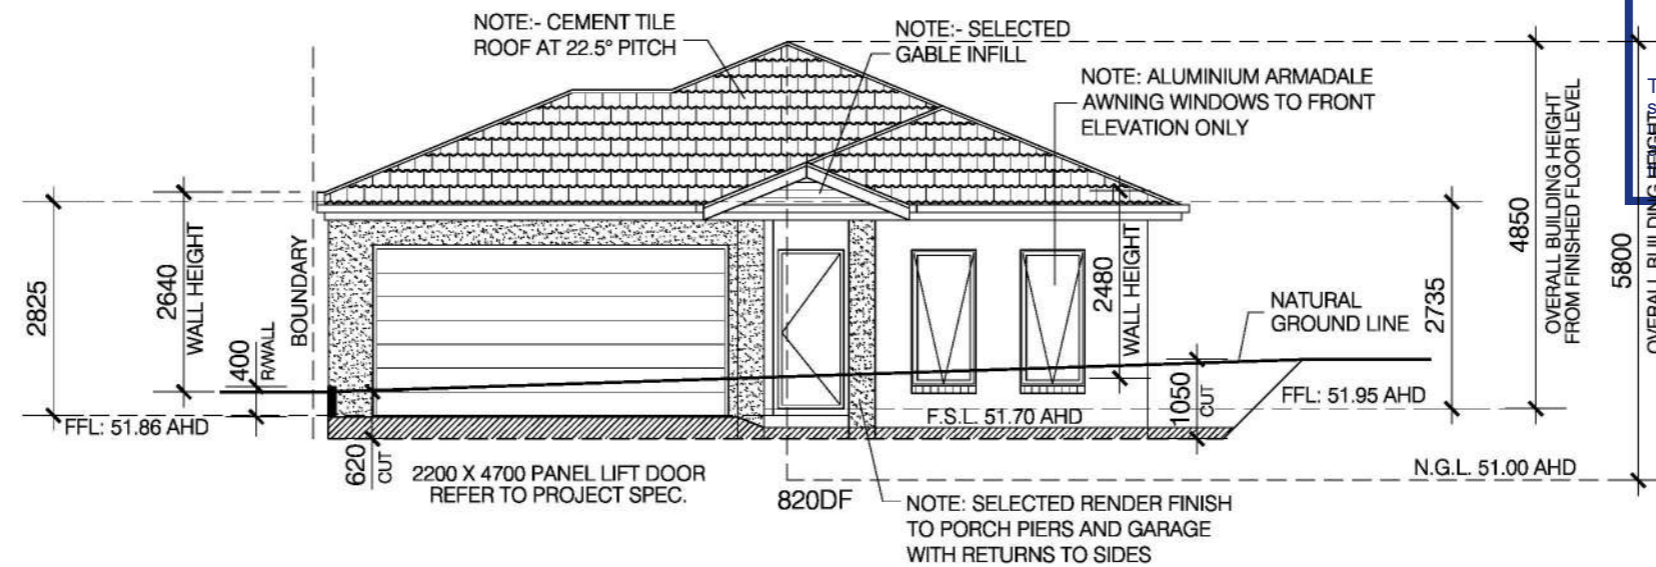 NOTE:- CEMENT TILE
ROOF AT 22.5° PITCH
NOTE:- SELECTED
GABLE INFILL
NOTE: ALUMINIUM ARMADALE
AWNING WINDOWS TO FRONT
ELEVATION ONLY
2825
2640
WALL HEIGHT
400
R/WALL
BOUNDARY
2480
WALL HEIGHT
NATURAL
GROUND LINE
1050
CUT
2735
4850
OVERALL BUILDING HEIGHT
FROM FINISHED FLOOR LEVEL
5800
OVERALL BUILDING HEIGHT
FFL: 51.86 AHD
F.S.L. 51.70 AHD
FFL: 51.95 AHD
N.G.L. 51.00 AHD
620
CUT
2200 X 4700 PANEL LIFT DOOR
REFER TO PROJECT SPEC.
820DF
NOTE: SELECTED RENDER FINISH
TO PORCH PIERS AND GARAGE
WITH RETURNS TO SIDES